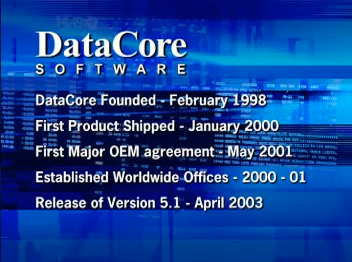 DataCore
SOFTWARE
DataCore Founded - February 1998
First Product Shipped - January 2000
First Major OEM agreement - May 2001
Established Worldwide Offices - 2000 - 01
Release of Version 5.1 - April 2003